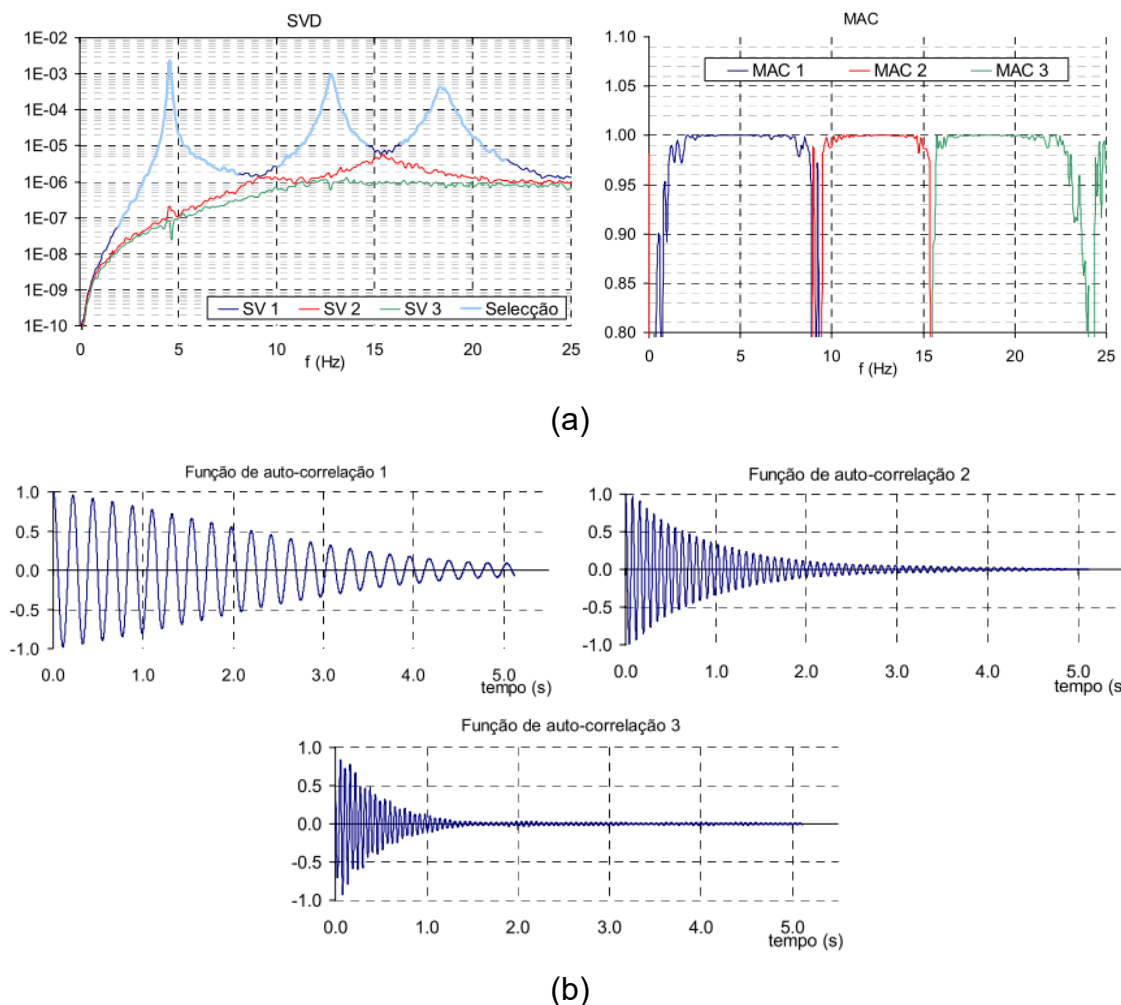 SVD
1E-02
1E-03
1E-04
1E-05
1E-06
1E-07
1E-08
1E-09
1E-10
SV 1 SV 2 SV 3 Selecção
0 5 10 15 20 25
f (Hz)
MAC
1.10
1.05
1.00
0.95
0.90
0.85
0.80
MAC 1 MAC 2 MAC 3
0 5 10 15 20 25
f (Hz)
(a)
Função de auto-correlação 1
1.0
0.5
0.0
-0.5
-1.0
0.0 1.0 2.0 3.0 4.0 5.0
tempo (s)
Função de auto-correlação 2
1.0
0.5
0.0
-0.5
-1.0
0.0 1.0 2.0 3.0 4.0 5.0
tempo (s)
Função de auto-correlação 3
1.0
0.5
0.0
-0.5
-1.0
0.0 1.0 2.0 3.0 4.0 5.0
tempo (s)
(b)